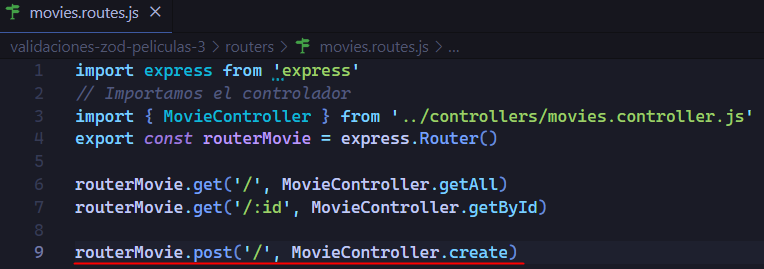 movies.routes.js ×
validaciones-zod-peliculas-3 > routers > movies.routes.js > ...
1 import express from 'express'
2 // Importamos el controlador
3 import { MovieController } from '../controllers/movies.controller.js'
4 export const routerMovie = express.Router()
5
6 routerMovie.get('/', MovieController.getAll)
7 routerMovie.get('/:id', MovieController.getById)
8
9 routerMovie.post('/', MovieController.create)